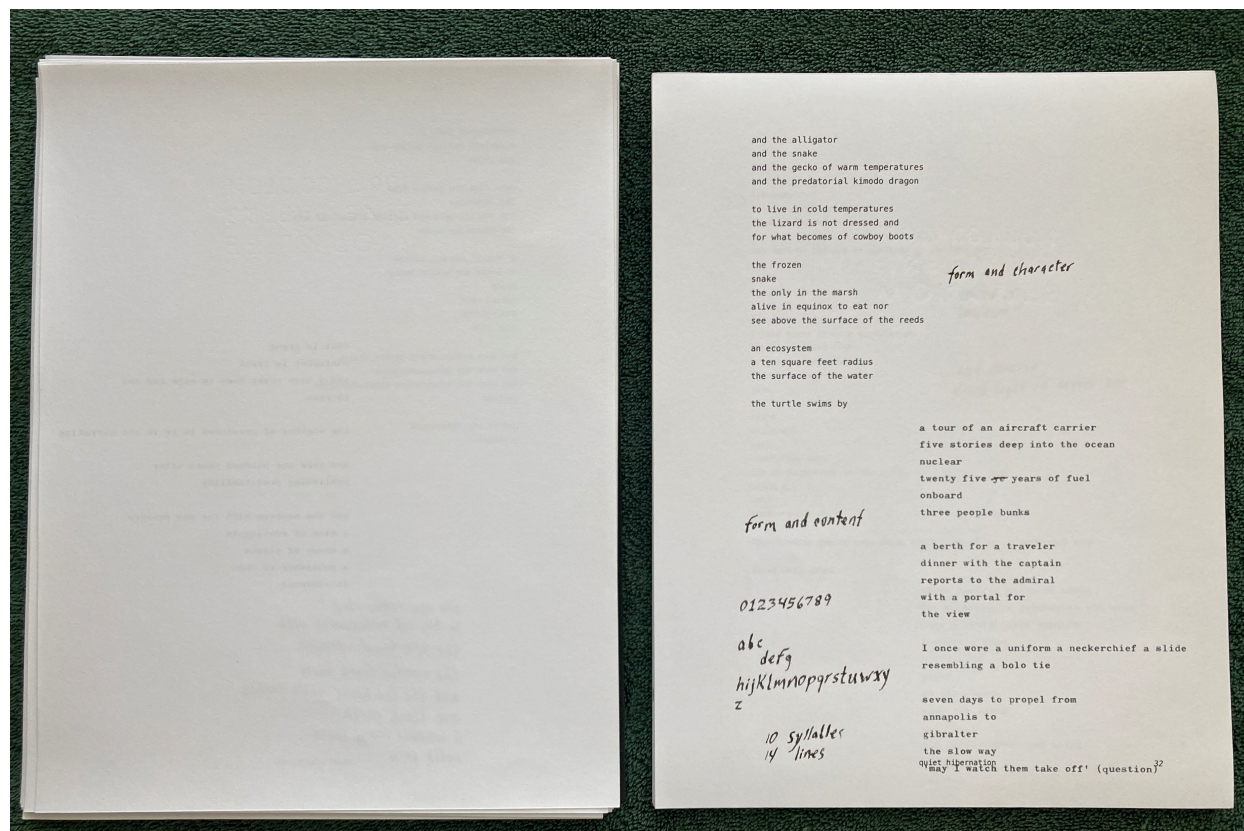 and the alligator
and the snake
and the gecko of warm temperatures
and the predatorial kimodo dragon
to live in cold temperatures
the lizard is not dressed and
for what becomes of cowboy boots
the frozen
snake
the only in the marsh
alive in equinox to eat nor
see above the surface of the reeds
form and character
an ecosystem
a ten square feet radius
the surface of the water
the turtle swims by
a tour of an aircraft carrier
five stories deep into the ocean
nuclear
twenty five ye years of fuel
onboard
three people bunks
form and content
a berth for a traveler
dinner with the captain
reports to the admiral
with a portal for
the view
0123456789
abc
defg
hijklmnopqrstuwxy
z
I once wore a uniform a neckerchief a slide
resembling a bolo tie
seven days to propel from
annapolis to
gibralter
the slow way
10 syllables
14 lines
quiet hibernation
32
'may I watch them take off' (question)